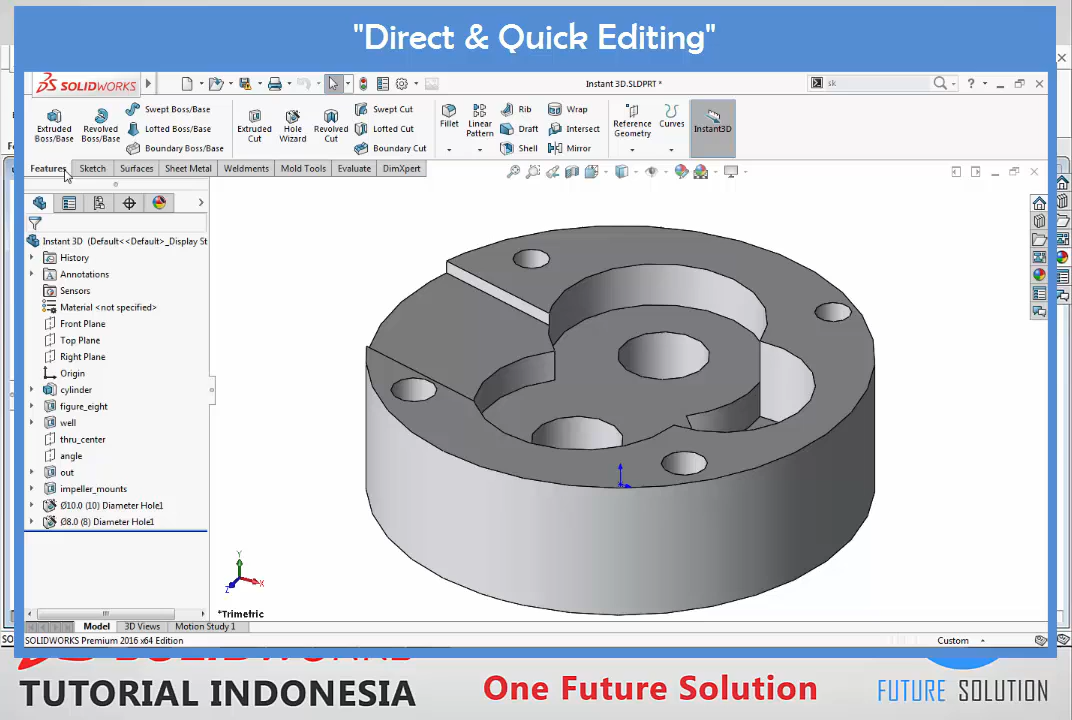 "Direct & Quick Editing"
SOLIDWORKS
Instant 3D.SLDPRT *
sk
Extruded Boss/Base
Revolved Boss/Base
Swept Boss/Base
Lofted Boss/Base
Boundary Boss/Base
Extruded Cut
Hole Wizard
Revolved Cut
Swept Cut
Lofted Cut
Boundary Cut
Fillet
Linear Pattern
Rib
Draft
Shell
Wrap
Intersect
Mirror
Reference Geometry
Curves
Instant3D
Features Sketch Surfaces Sheet Metal Weldments Mold Tools Evaluate DimXpert
Instant 3D (Default<<Default>_Display St
History
Annotations
Sensors
Material <not specified>
Front Plane
Top Plane
Right Plane
Origin
cylinder
figure_eight
well
thru_center
angle
out
impeller_mounts
Ø10.0 (10) Diameter Hole1
Ø8.0 (8) Diameter Hole1
Y
X
Z
*Trimetric
Model 3D Views Motion Study 1
SOLIDWORKS Premium 2016 x64 Edition
Custom
TUTORIAL INDONESIA
One Future Solution
FUTURE SOLUTION